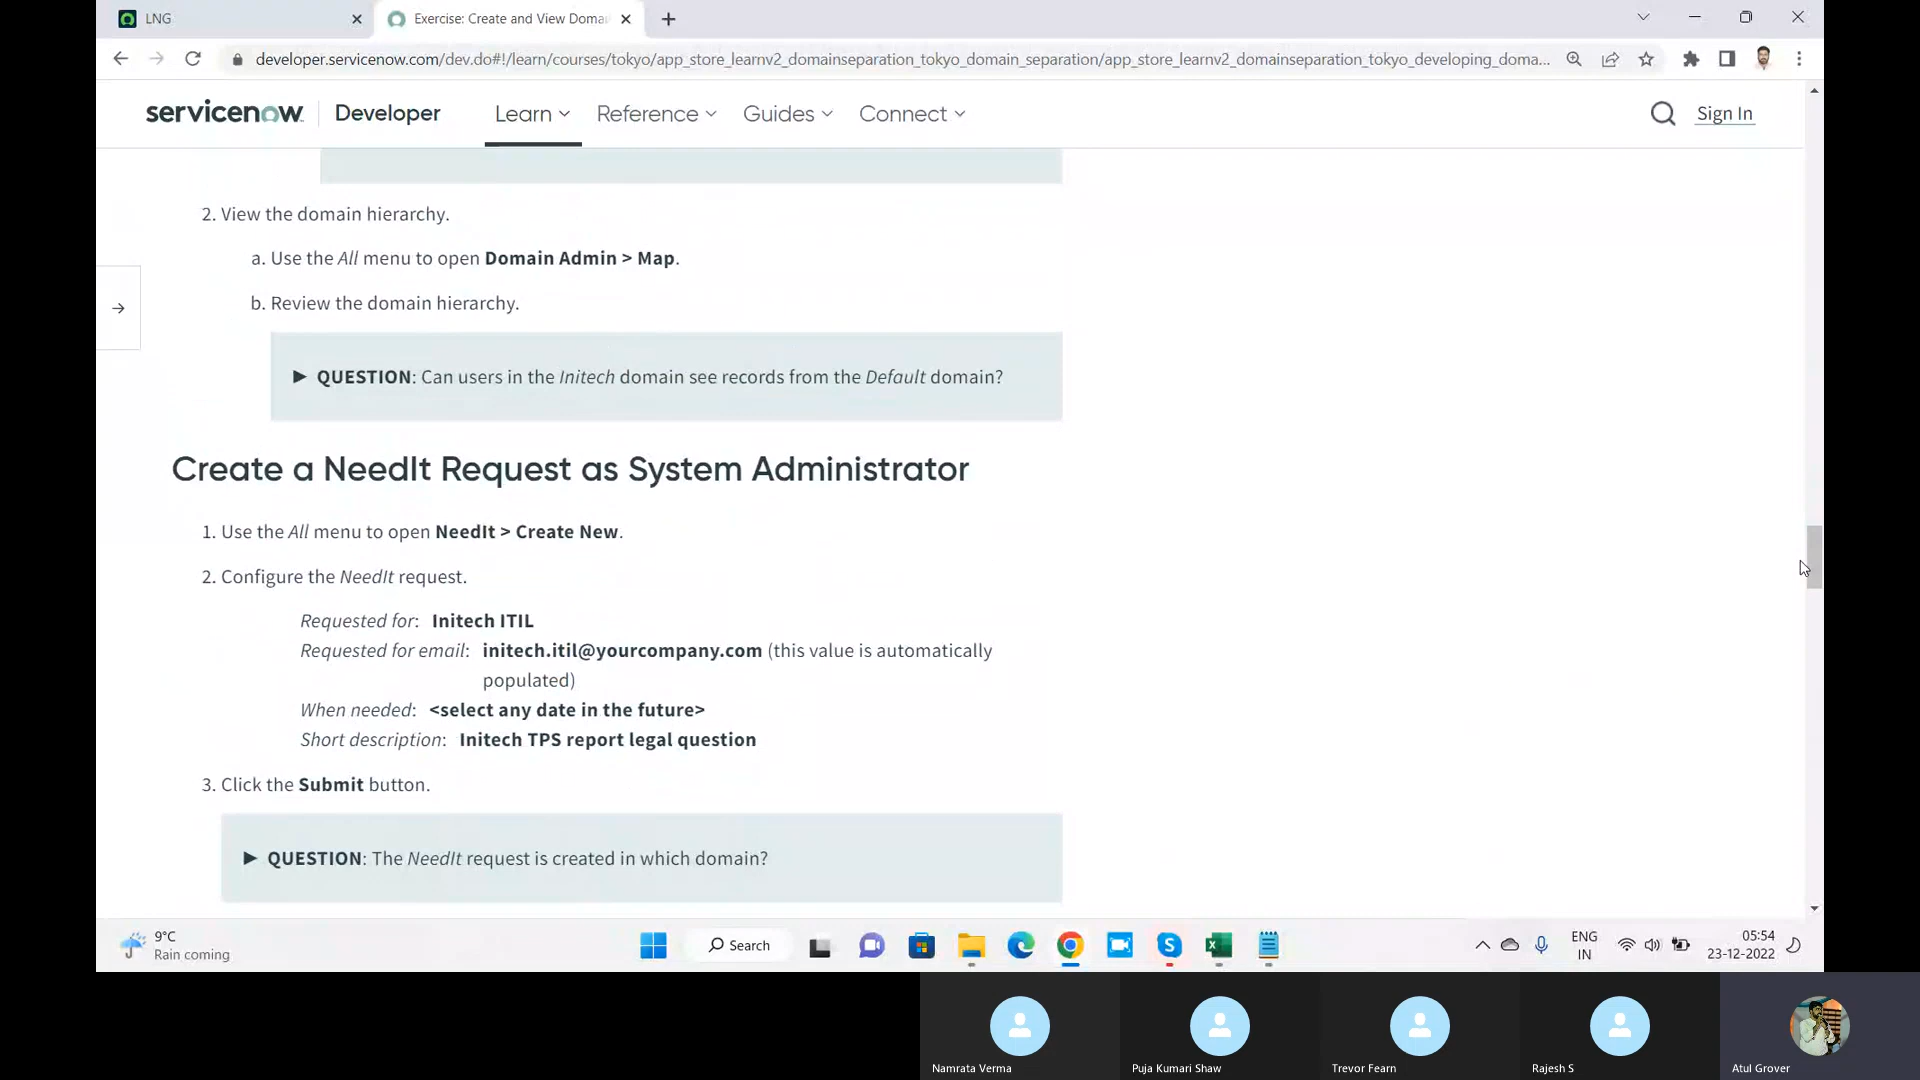 LNG
Exercise: Create and View Domai
developer.servicenow.com/dev.do#!/learn/courses/tokyo/app_store_learnv2_domainseparation_tokyo_domain_separation/app_store_learnv2_domainseparation_tokyo_developing_doma...
servicenow Developer Learn Reference Guides Connect Sign In
2. View the domain hierarchy.
a. Use the All menu to open Domain Admin > Map.
b. Review the domain hierarchy.
► QUESTION: Can users in the Initech domain see records from the Default domain?
Create a NeedIt Request as System Administrator
1. Use the All menu to open NeedIt > Create New.
2. Configure the NeedIt request.
Requested for: Initech ITIL
Requested for email: initech.itil@yourcompany.com (this value is automatically
populated)
When needed: <select any date in the future>
Short description: Initech TPS report legal question
3. Click the Submit button.
► QUESTION: The NeedIt request is created in which domain?
9°C
Rain coming
Search
ENG
IN
05:54
23-12-2022
Namrata Verma
Puja Kumari Shaw
Trevor Fearn
Rajesh S
Atul Grover